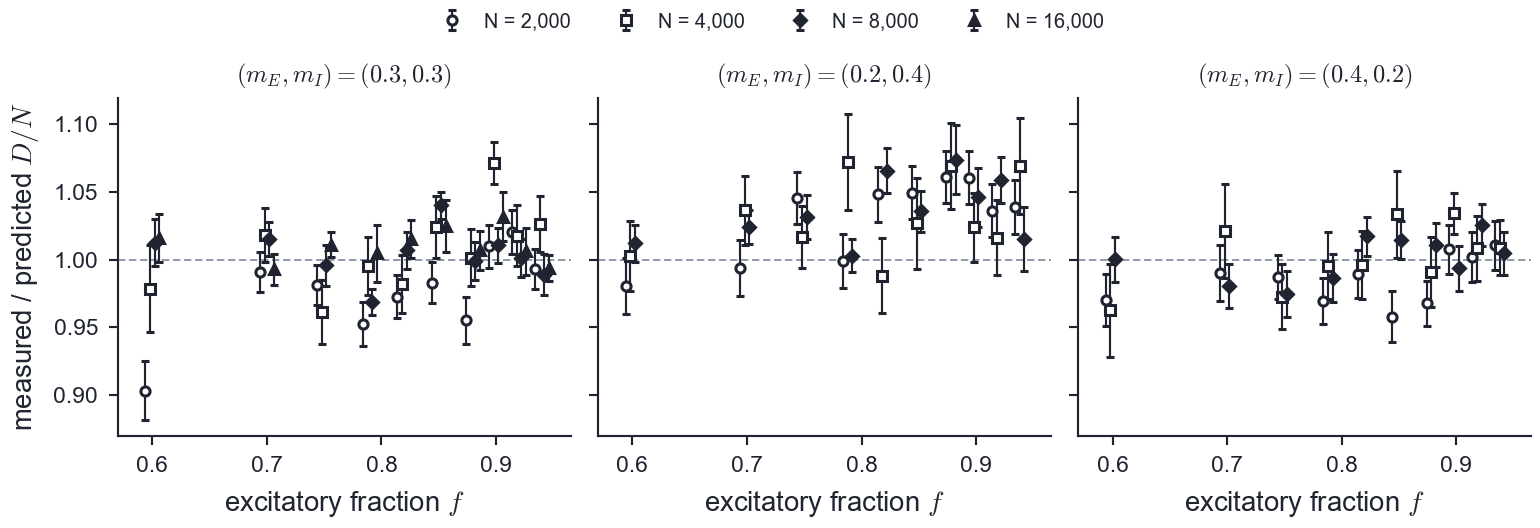 N = 2,000 N = 4,000 N = 8,000 N = 16,000
(m_E, m_I) = (0.3, 0.3) (m_E, m_I) = (0.2, 0.4) (m_E, m_I) = (0.4, 0.2)
measured / predicted D/N
1.10
1.05
1.00
0.95
0.90
0.6 0.7 0.8 0.9 0.6 0.7 0.8 0.9 0.6 0.7 0.8 0.9
excitatory fraction f excitatory fraction f excitatory fraction f